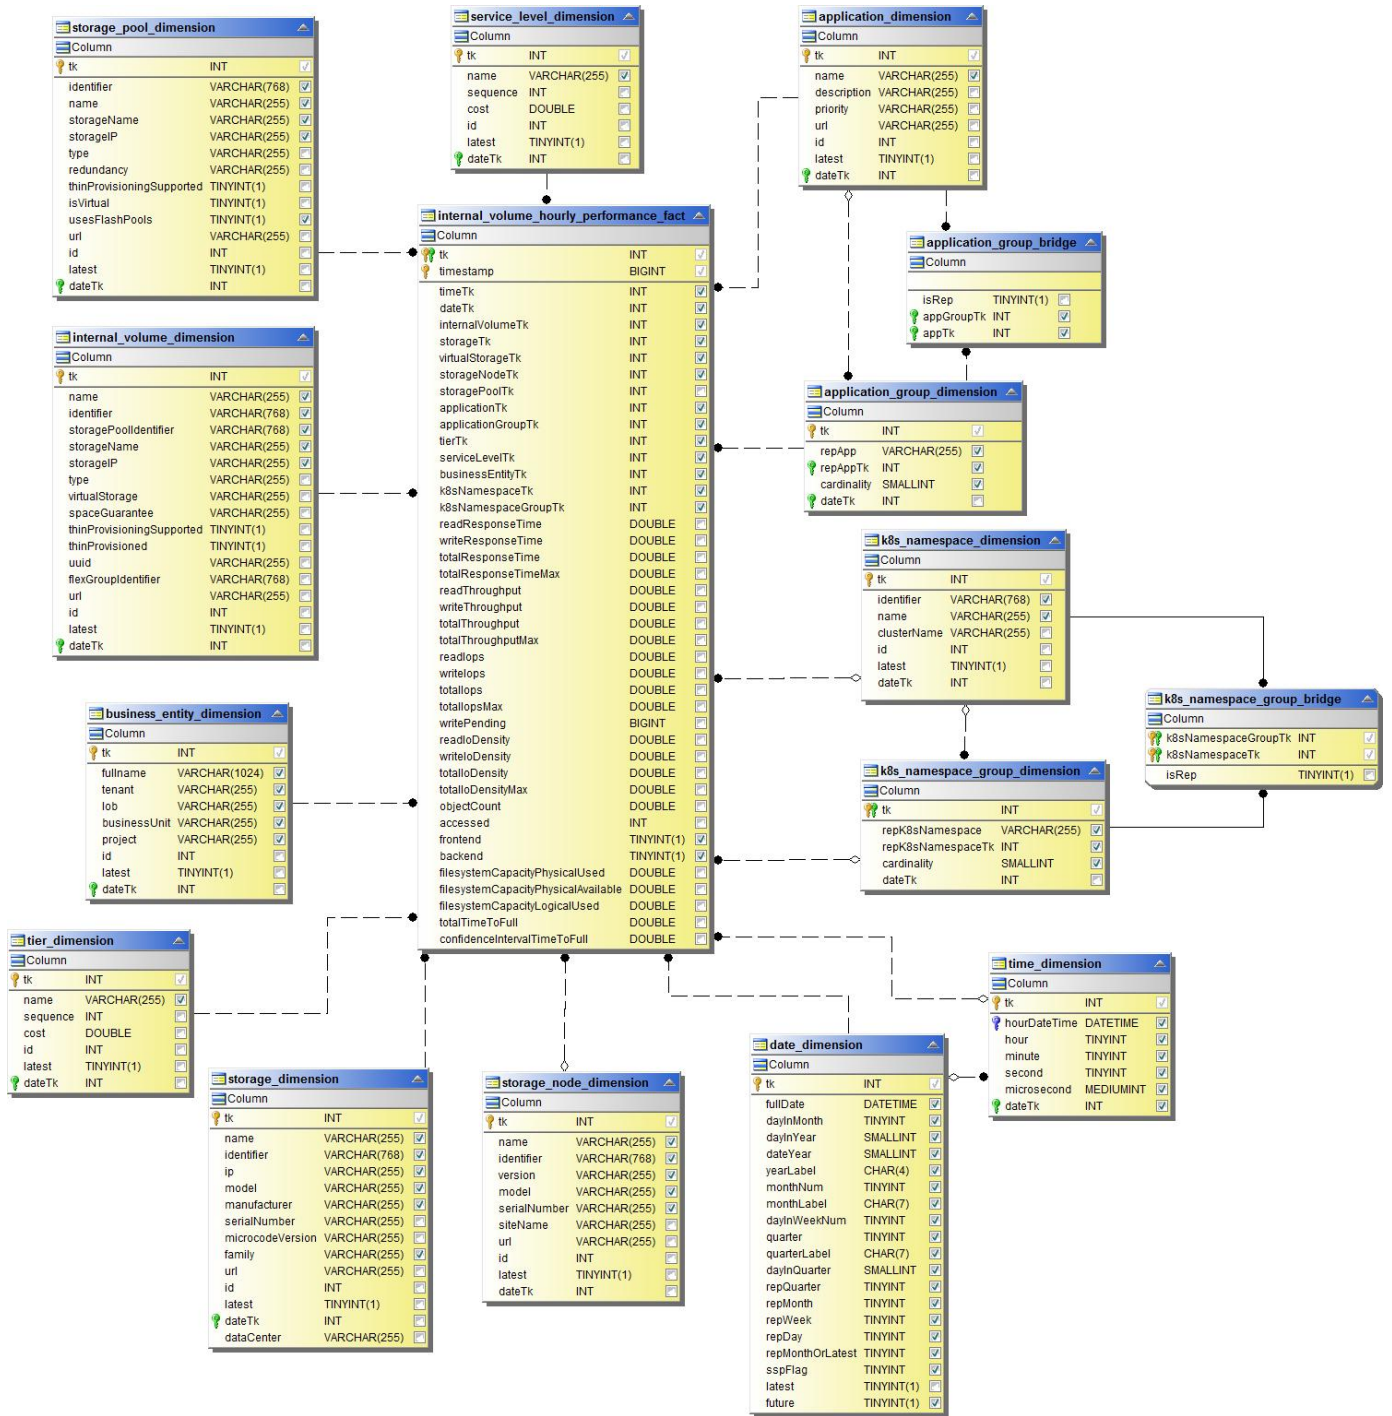 storage_pool_dimension
Column
tk INT
identifier VARCHAR(768)
name VARCHAR(255)
storageName VARCHAR(255)
storageIP VARCHAR(255)
type VARCHAR(255)
redundancy VARCHAR(255)
thinProvisioningSupported TINYINT(1)
isVirtual TINYINT(1)
usesFlashPools TINYINT(1)
url VARCHAR(255)
id INT
latest TINYINT(1)
dateTk INT
service_level_dimension
Column
tk INT
name VARCHAR(255)
sequence INT
cost DOUBLE
id INT
latest TINYINT(1)
dateTk INT
application_dimension
Column
tk INT
name VARCHAR(255)
description VARCHAR(255)
priority VARCHAR(255)
url VARCHAR(255)
id INT
latest TINYINT(1)
dateTk INT
internal_volume_hourly_performance_fact
Column
tk INT
timestamp BIGINT
timeTk INT
dateTk INT
internalVolumeTk INT
storageTk INT
virtualStorageTk INT
storageNodeTk INT
storagePoolTk INT
applicationTk INT
applicationGroupTk INT
tierTk INT
serviceLevelTk INT
businessEntityTk INT
k8sNamespaceTk INT
k8sNamespaceGroupTk INT
readResponseTime DOUBLE
writeResponseTime DOUBLE
totalResponseTime DOUBLE
totalResponseTimeMax DOUBLE
readThroughput DOUBLE
writeThroughput DOUBLE
totalThroughput DOUBLE
totalThroughputMax DOUBLE
readIops DOUBLE
writeIops DOUBLE
totalIops DOUBLE
totalIopsMax DOUBLE
writePending BIGINT
readIoDensity DOUBLE
writeIoDensity DOUBLE
totalIoDensity DOUBLE
totalIoDensityMax DOUBLE
objectCount DOUBLE
accessed INT
frontend TINYINT(1)
backend TINYINT(1)
filesystemCapacityPhysicalUsed DOUBLE
filesystemCapacityPhysicalAvailable DOUBLE
filesystemCapacityLogicalUsed DOUBLE
totalTimeToFull DOUBLE
confidenceIntervalTimeToFull DOUBLE
application_group_bridge
Column
isRep TINYINT(1)
appGroupTk INT
appTk INT
internal_volume_dimension
Column
tk INT
name VARCHAR(255)
identifier VARCHAR(768)
storagePoolIdentifier VARCHAR(768)
storageName VARCHAR(255)
storageIP VARCHAR(255)
type VARCHAR(255)
virtualStorage VARCHAR(255)
spaceGuarantee VARCHAR(255)
thinProvisioningSupported TINYINT(1)
thinProvisioned TINYINT(1)
uuid VARCHAR(255)
flexGroupIdentifier VARCHAR(768)
url VARCHAR(255)
id INT
latest TINYINT(1)
dateTk INT
application_group_dimension
Column
tk INT
repApp VARCHAR(255)
repAppTk INT
cardinality SMALLINT
dateTk INT
k8s_namespace_dimension
Column
tk INT
identifier VARCHAR(768)
name VARCHAR(255)
clusterName VARCHAR(255)
id INT
latest TINYINT(1)
dateTk INT
k8s_namespace_group_bridge
Column
k8sNamespaceGroupTk INT
k8sNamespaceTk INT
isRep TINYINT(1)
business_entity_dimension
Column
tk INT
fullname VARCHAR(1024)
tenant VARCHAR(255)
lob VARCHAR(255)
businessUnit VARCHAR(255)
project VARCHAR(255)
id INT
latest TINYINT(1)
dateTk INT
k8s_namespace_group_dimension
Column
tk INT
repK8sNamespace VARCHAR(255)
repK8sNamespaceTk INT
cardinality SMALLINT
dateTk INT
tier_dimension
Column
tk INT
name VARCHAR(255)
sequence INT
cost DOUBLE
id INT
latest TINYINT(1)
dateTk INT
time_dimension
Column
tk INT
hourDateTime DATETIME
hour TINYINT
minute TINYINT
second TINYINT
microsecond MEDIUMINT
dateTk INT
storage_dimension
Column
tk INT
name VARCHAR(255)
identifier VARCHAR(768)
ip VARCHAR(255)
model VARCHAR(255)
manufacturer VARCHAR(255)
serialNumber VARCHAR(255)
microcodeVersion VARCHAR(255)
family VARCHAR(255)
url VARCHAR(255)
id INT
latest TINYINT(1)
dateTk INT
dataCenter VARCHAR(255)
storage_node_dimension
Column
tk INT
name VARCHAR(255)
identifier VARCHAR(768)
version VARCHAR(255)
model VARCHAR(255)
serialNumber VARCHAR(255)
siteName VARCHAR(255)
url VARCHAR(255)
id INT
latest TINYINT(1)
dateTk INT
date_dimension
Column
tk INT
fullDate DATETIME
dayInMonth TINYINT
dayInYear SMALLINT
dateYear SMALLINT
yearLabel CHAR(4)
monthNum TINYINT
monthLabel CHAR(7)
dayInWeekNum TINYINT
quarter TINYINT
quarterLabel CHAR(7)
dayInQuarter SMALLINT
repQuarter TINYINT
repMonth TINYINT
repWeek TINYINT
repDay TINYINT
repMonthOrLatest TINYINT
sspFlag TINYINT
latest TINYINT(1)
future TINYINT(1)